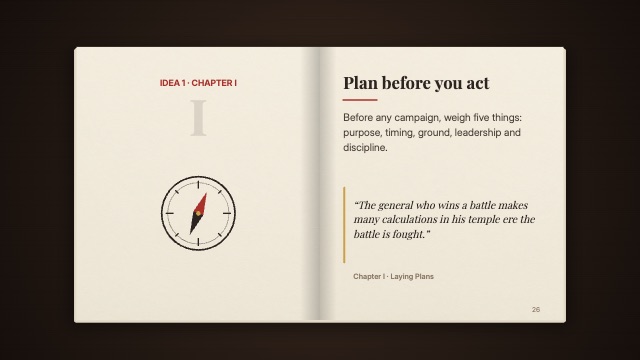 IDEA 1 · CHAPTER I
I
Plan before you act
Before any campaign, weigh five things:
purpose, timing, ground, leadership and
discipline.
“The general who wins a battle makes
many calculations in his temple ere the
battle is fought.”
Chapter I · Laying Plans
26